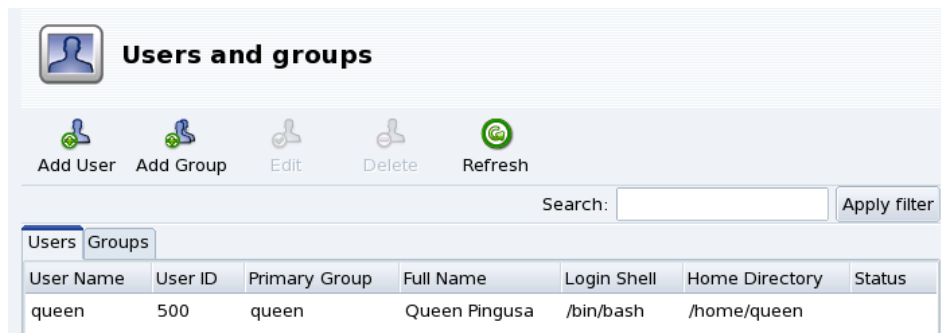 Users and groups
Add User Add Group Edit Delete Refresh
Search: Apply filter
Users Groups
User Name User ID Primary Group Full Name Login Shell Home Directory Status
queen 500 queen Queen Pingusa /bin/bash /home/queen